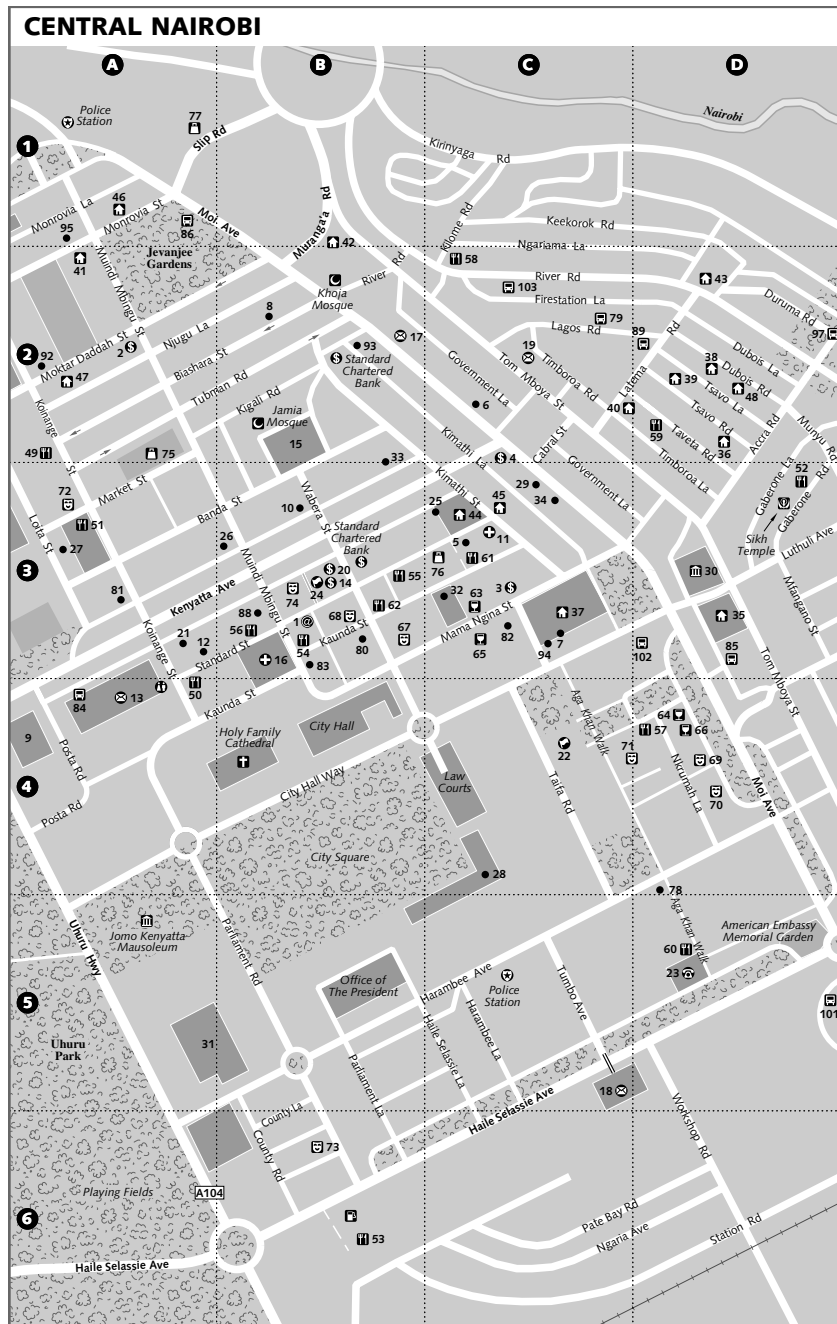 CENTRAL NAIROBI
A
B
C
D
1
Police
Station
77
Slip Rd
Nairobi
Kirinyaga Rd
Muranga'a Rd
Kilome Rd
Monrovia La
46
Monrovia St
Moi Ave
86
95
41
Jevanjee
Gardens
42
Keekorok Rd
Ngariama La
58
River Rd
103
43
Firestation La
Duruma Rd
Khoja
Mosque
River Rd
79
Lagos Rd
89
97
2
8
Mundi Mbingu St
Njugu La
Moktar Daddah St
2
92
47
Biashara St
Tubman Rd
93
17
Standard
Chartered
Bank
19
Government La
Tom Mboya St
Timboroa Rd
Latema Rd
38
Dubois La
Dubois Rd
39
48
Tsavo La
Tsavo Rd
Taveta Rd
36
Timboroa La
Accra Rd
Munyu Rd
6
40
59
Koinange St
Kigali Rd
Jamia
Mosque
15
33
Kimathi La
4
Cabral St
Government La
49
75
Market St
72
51
Loita St
27
Banda St
10
Wabera St
26
25
Kimathi St
44
45
29
34
5
11
52
Gaberone La
Gaberone Rd
Sikh
Temple
Luthuli Ave
3
Standard
Chartered
Bank
20
24
14
74
55
76
61
32
63
3
37
30
Mfangano St
35
81
Kenyatta Ave
Muindi Mbingu St
88
56
1
54
68
62
Kaunda St
80
67
Mama Ngina St
65
82
94
7
102
85
21
12
Koinange St
Standard St
16
83
Kaunda St
50
84
13
9
Posta Rd
Posta Rd
Holy Family
Cathedral
City Hall
City Hall Way
Law
Courts
Aga Khan Walk
22
Taifa Rd
64
57
66
71
69
Nkrumah La
70
Tom Mboya St
Moi Ave
4
City Square
28
78
Aga Khan Walk
American Embassy
Memorial Garden
Uhuru Hwy
Jomo Kenyatta
Mausoleum
Parliament Rd
60
23
5
Office of
The President
Harambee Ave
Police
Station
Tumbo Ave
Harambee La
Haile Selassie La
101
Uhuru
Park
31
Parliament La
18
Haile Selassie Ave
Workshop Rd
County La
County Rd
73
A104
Playing Fields
6
53
Pate Bay Rd
Ngaria Ave
Station Rd
Haile Selassie Ave